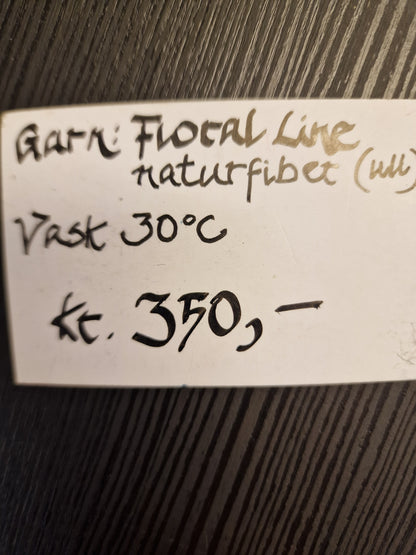 Garn: Floral Line
naturfiber (ull)
Vask 30°C
Kr. 350,-